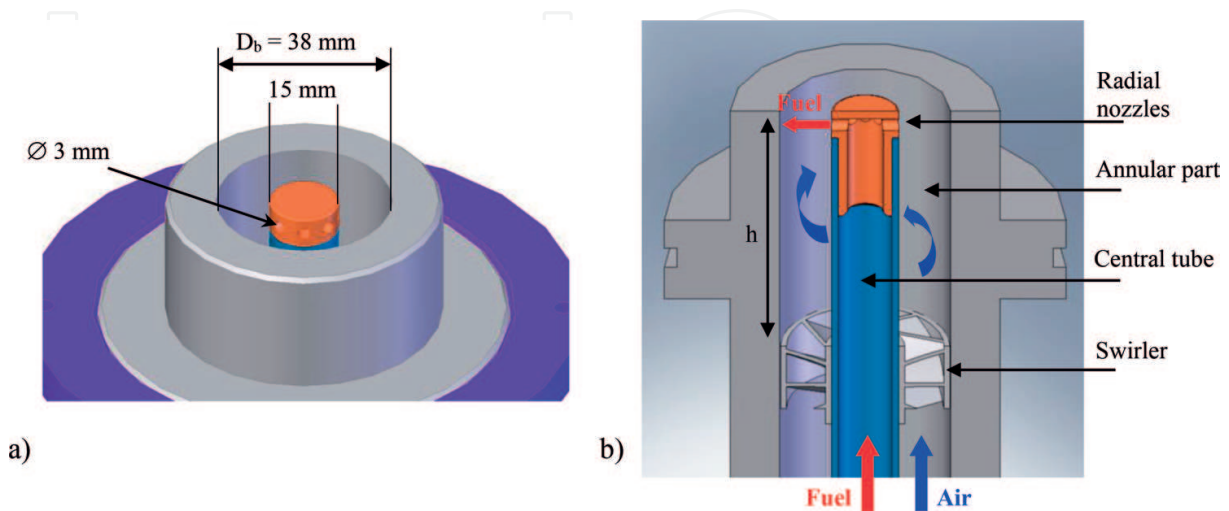 D_b = 38 mm
15 mm
∅ 3 mm
a)
Fuel
h
Radial
nozzles
Annular part
Central tube
Swirler
b)
Fuel
Air